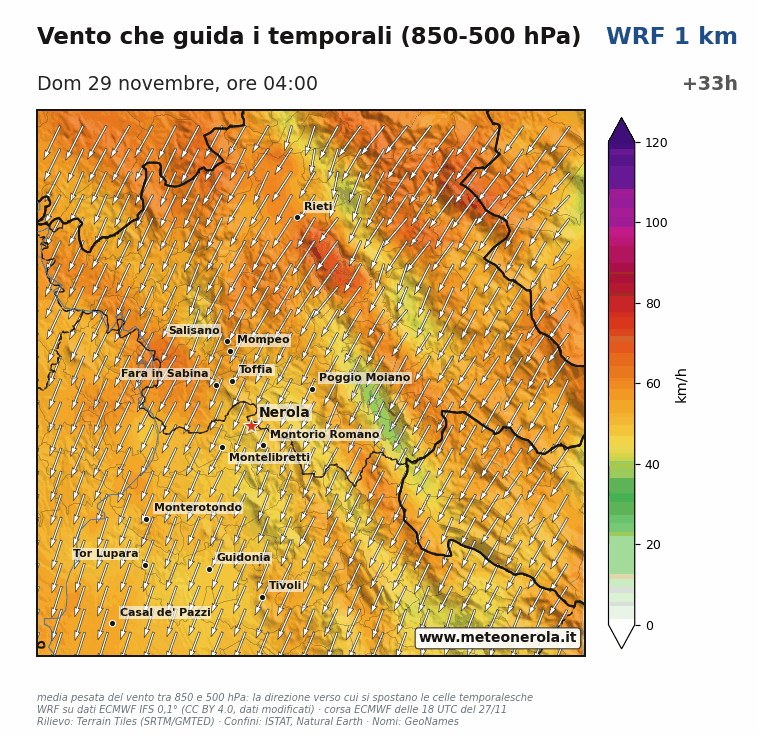 Vento che guida i temporali (850-500 hPa) WRF 1 km
Dom 29 novembre, ore 04:00 +33h
Rieti
Salisano
Mompeo
Fara in Sabina
Toffia
Poggio Moiano
Nerola
Montorio Romano
Montelibretti
Monterotondo
Tor Lupara
Guidonia
Tivoli
Casal de' Pazzi
www.meteonerola.it
120
100
80
60
40
20
0
km/h
media pesata del vento tra 850 e 500 hPa: la direzione verso cui si spostano le celle temporalesche
WRF su dati ECMWF IFS 0,1° (CC BY 4.0, dati modificati) · corsa ECMWF delle 18 UTC del 27/11
Rilievo: Terrain Tiles (SRTM/GMTED) · Confini: ISTAT, Natural Earth · Nomi: GeoNames